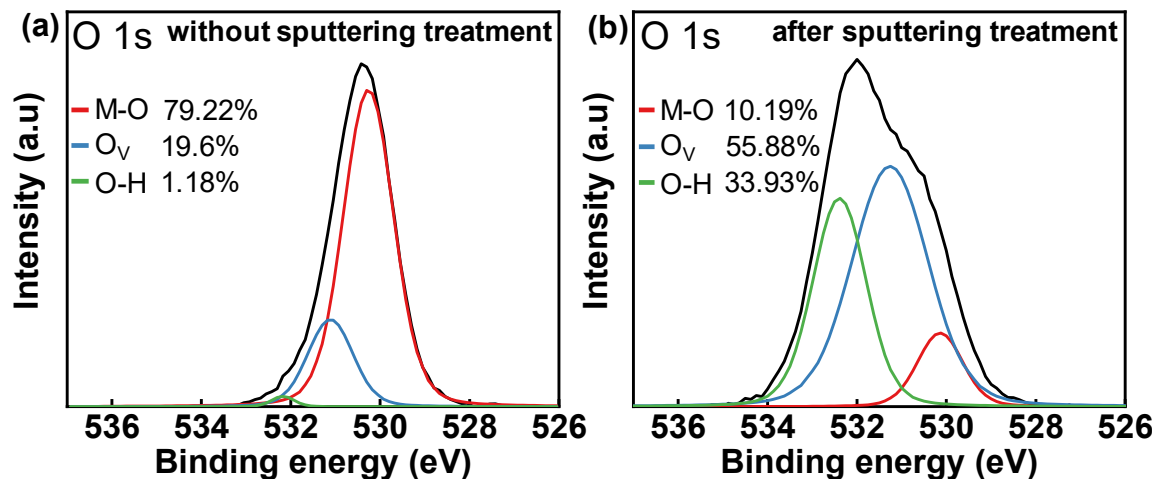 (a) O 1s without sputtering treatment
M-O 79.22%
O_V 19.6%
O-H 1.18%
Intensity (a.u)
536 534 532 530 528 526
Binding energy (eV)
(b) O 1s after sputtering treatment
M-O 10.19%
O_V 55.88%
O-H 33.93%
Intensity (a.u)
536 534 532 530 528 526
Binding energy (eV)